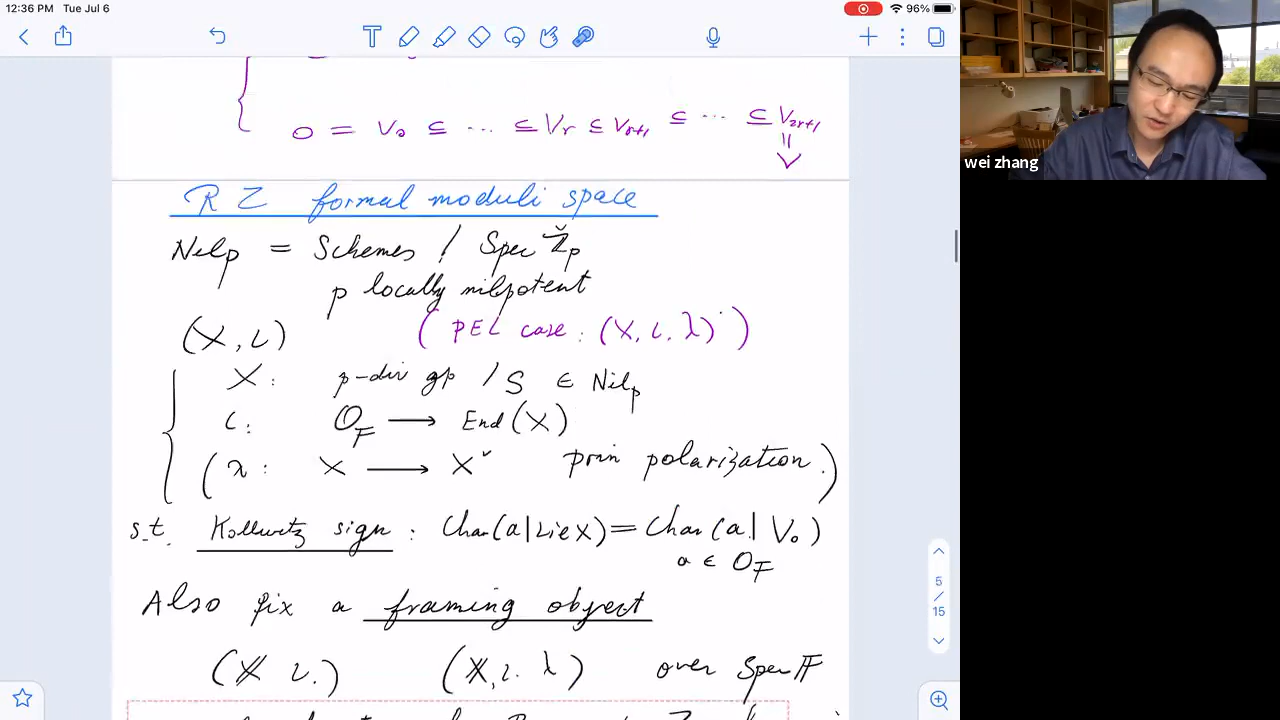 12:36 PM Tue Jul 6
96%
0 = V₀ ⊆ ⋯ ⊆ Vr ⊆ Vr+1 ⊆ ⋯ ⊆ V2r+1
=
V
wei zhang
RZ formal moduli space
Nilp = Schemes / Spec Z̆p
p locally nilpotent
(X, ι) (PEL case: (X, ι, λ))
X: p-div gp / S ∈ Nilp
ι: O_F → End(X)
(λ: X → X^∨ prin polarization.)
s.t. Kottwitz sign: Char(a|Lie X) = Char(a| V₀)
a ∈ O_F
Also fix a framing object
(𝕏, ι.) (𝕏, ι, λ) over Spec 𝔽
5
/
15